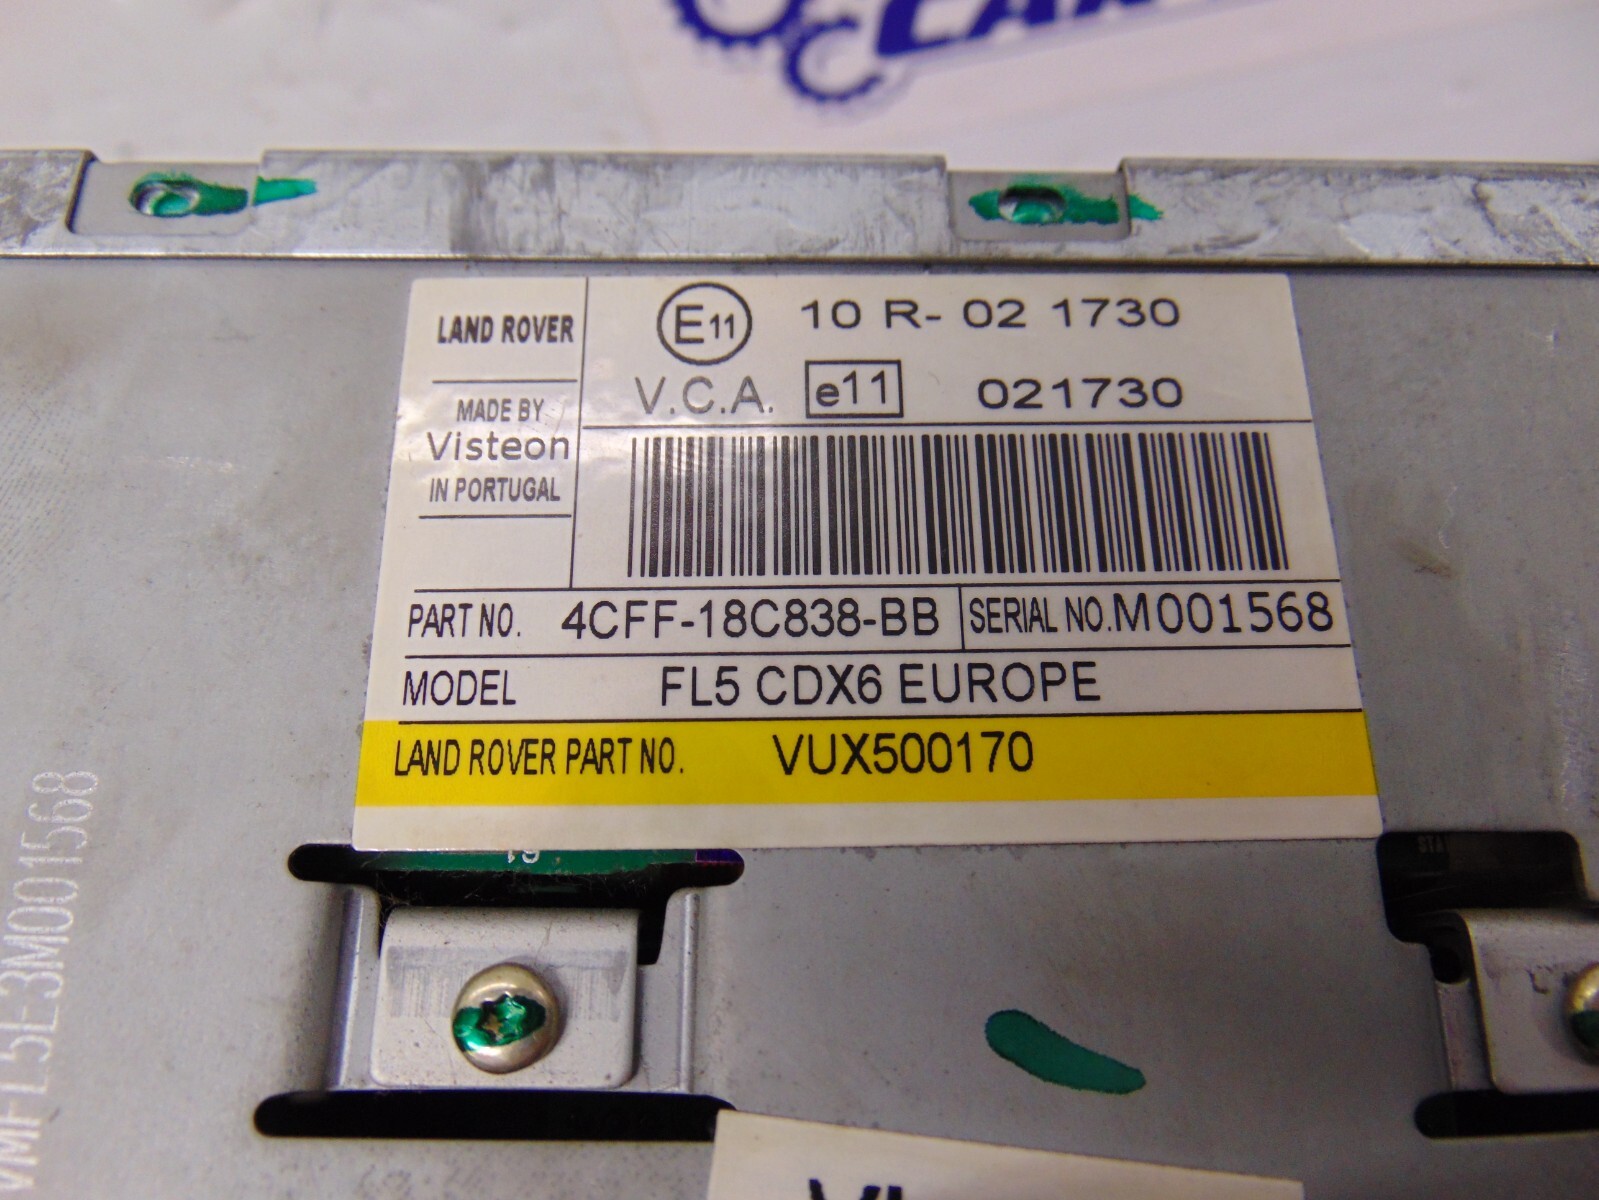 LAND ROVER
MADE BY
Visteon
IN PORTUGAL
E11 10 R- 02 1730
V.C.A. e11 021730
PART NO. 4CFF-18C838-BB SERIAL NO. M001568
MODEL FL5 CDX6 EUROPE
LAND ROVER PART NO. VUX500170
VMFL5E3M001568